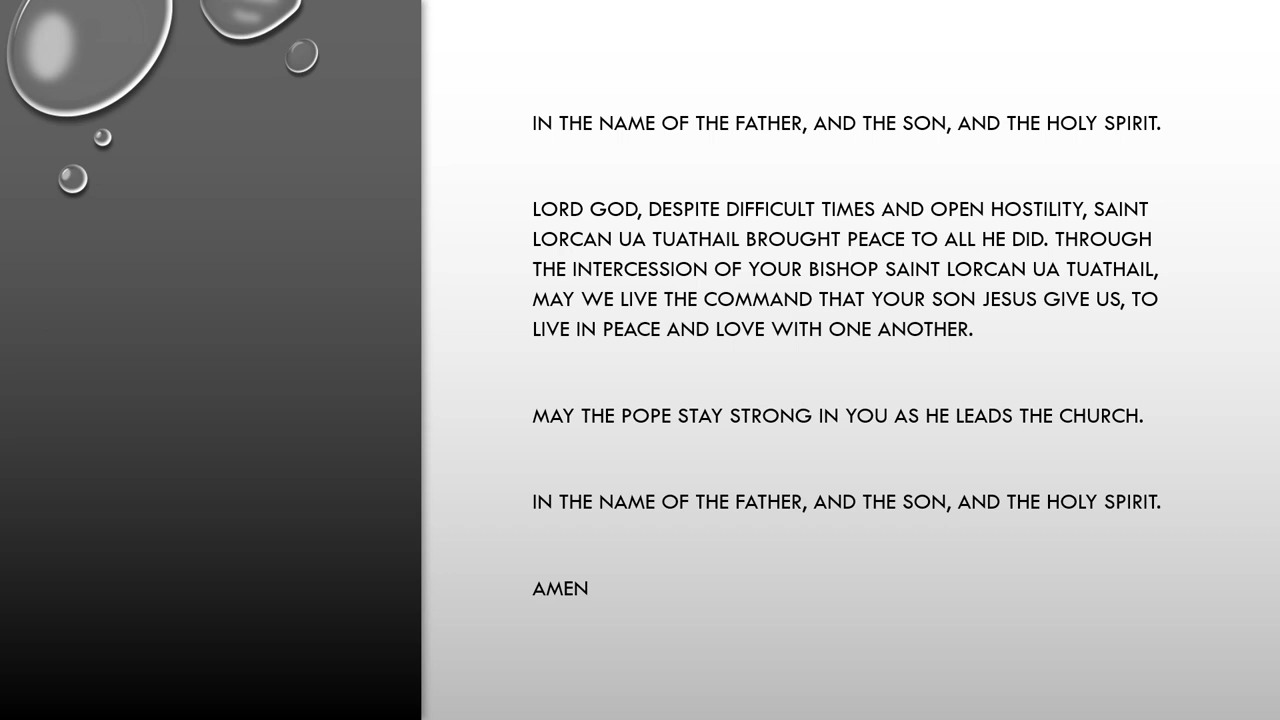 IN THE NAME OF THE FATHER, AND THE SON, AND THE HOLY SPIRIT.
LORD GOD, DESPITE DIFFICULT TIMES AND OPEN HOSTILITY, SAINT
LORCAN UA TUATHAIL BROUGHT PEACE TO ALL HE DID. THROUGH
THE INTERCESSION OF YOUR BISHOP SAINT LORCAN UA TUATHAIL,
MAY WE LIVE THE COMMAND THAT YOUR SON JESUS GIVE US, TO
LIVE IN PEACE AND LOVE WITH ONE ANOTHER.
MAY THE POPE STAY STRONG IN YOU AS HE LEADS THE CHURCH.
IN THE NAME OF THE FATHER, AND THE SON, AND THE HOLY SPIRIT.
AMEN